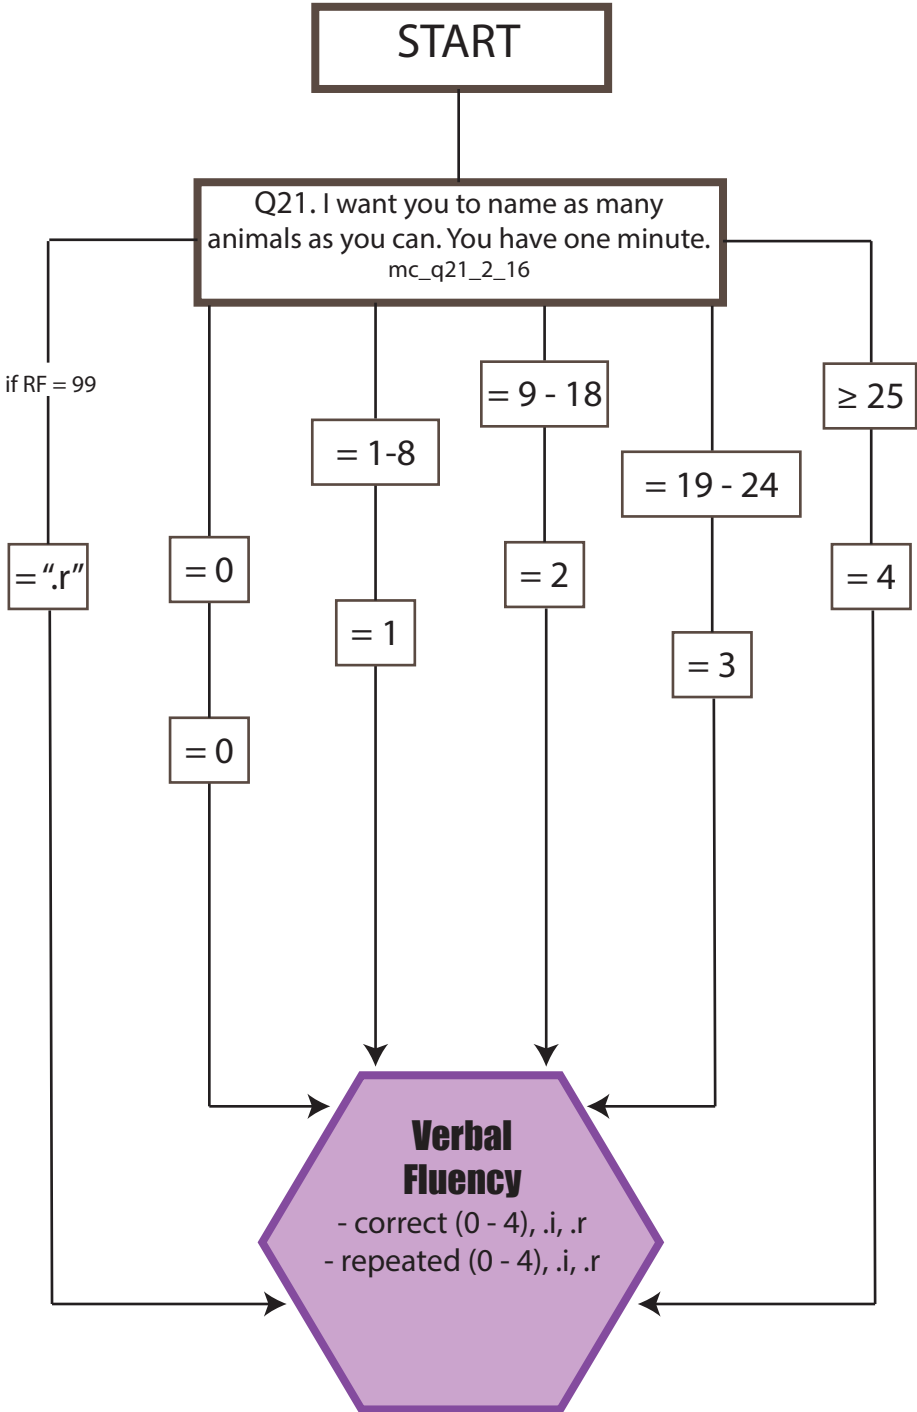 START
Q21. I want you to name as many
animals as you can. You have one minute.
mc_q21_2_16
if RF = 99
= 9 - 18
≥ 25
= 1-8
= 19 - 24
= “.r”
= 0
= 2
= 4
= 1
= 3
= 0
Verbal
Fluency
- correct (0 - 4), .i, .r
- repeated (0 - 4), .i, .r